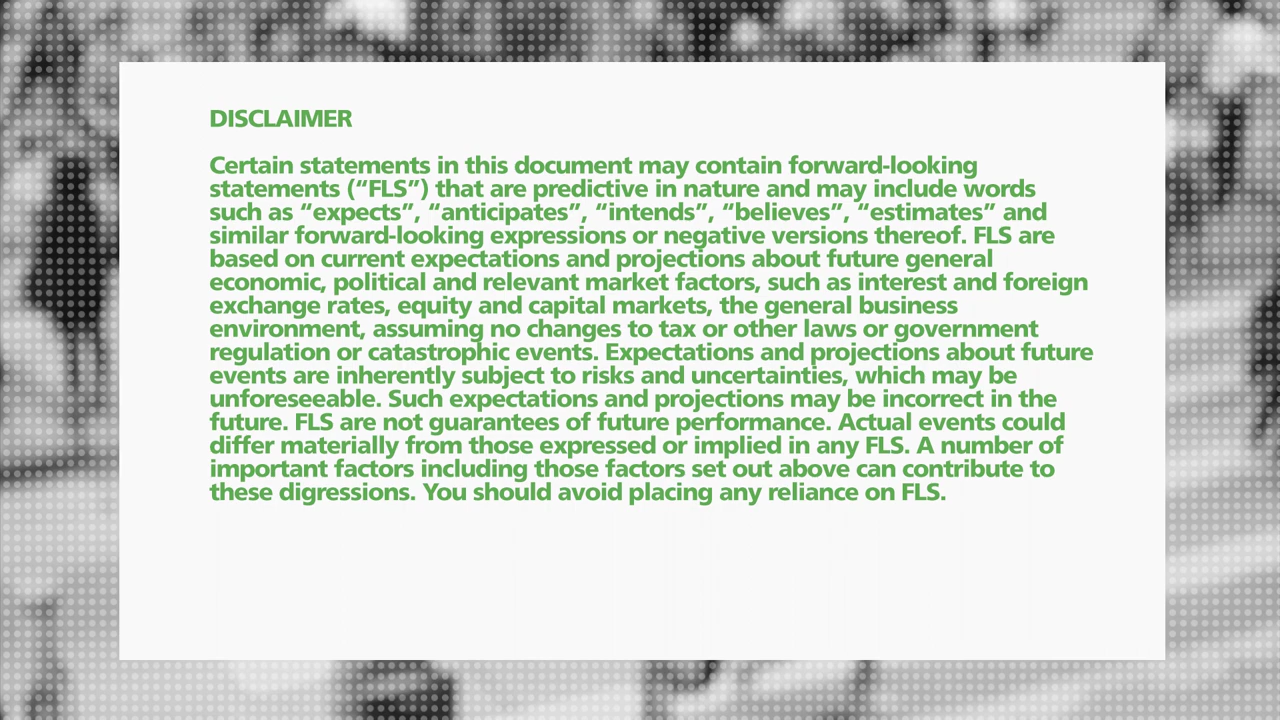 DISCLAIMER
Certain statements in this document may contain forward-looking
statements (“FLS”) that are predictive in nature and may include words
such as “expects”, “anticipates”, “intends”, “believes”, “estimates” and
similar forward-looking expressions or negative versions thereof. FLS are
based on current expectations and projections about future general
economic, political and relevant market factors, such as interest and foreign
exchange rates, equity and capital markets, the general business
environment, assuming no changes to tax or other laws or government
regulation or catastrophic events. Expectations and projections about future
events are inherently subject to risks and uncertainties, which may be
unforeseeable. Such expectations and projections may be incorrect in the
future. FLS are not guarantees of future performance. Actual events could
differ materially from those expressed or implied in any FLS. A number of
important factors including those factors set out above can contribute to
these digressions. You should avoid placing any reliance on FLS.